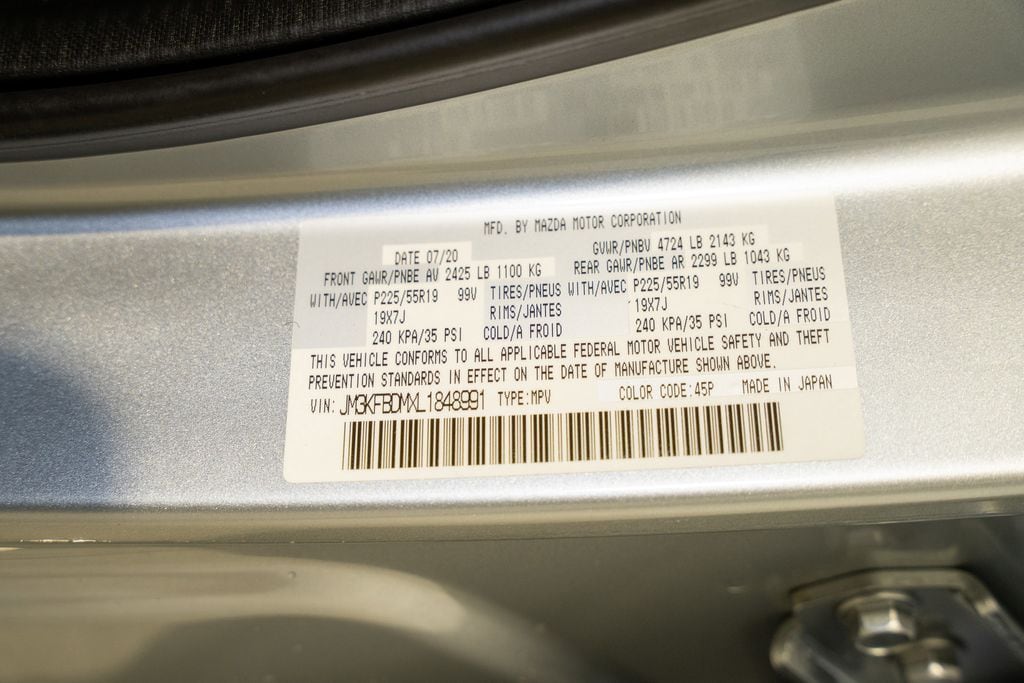 MFD. BY MAZDA MOTOR CORPORATION
DATE 07/20 GVWR/PNBV 4724 LB 2143 KG
FRONT GAWR/PNBE AV 2425 LB 1100 KG REAR GAWR/PNBE AR 2299 LB 1043 KG
WITH/AVEC P225/55R19 99V TIRES/PNEUS WITH/AVEC P225/55R19 99V TIRES/PNEUS
19X7J RIMS/JANTES 19X7J RIMS/JANTES
240 KPA/35 PSI COLD/A FROID 240 KPA/35 PSI COLD/A FROID
THIS VEHICLE CONFORMS TO ALL APPLICABLE FEDERAL MOTOR VEHICLE SAFETY AND THEFT
PREVENTION STANDARDS IN EFFECT ON THE DATE OF MANUFACTURE SHOWN ABOVE.
VIN: JM3KFBDMXL1848991 TYPE:MPV COLOR CODE:45P MADE IN JAPAN